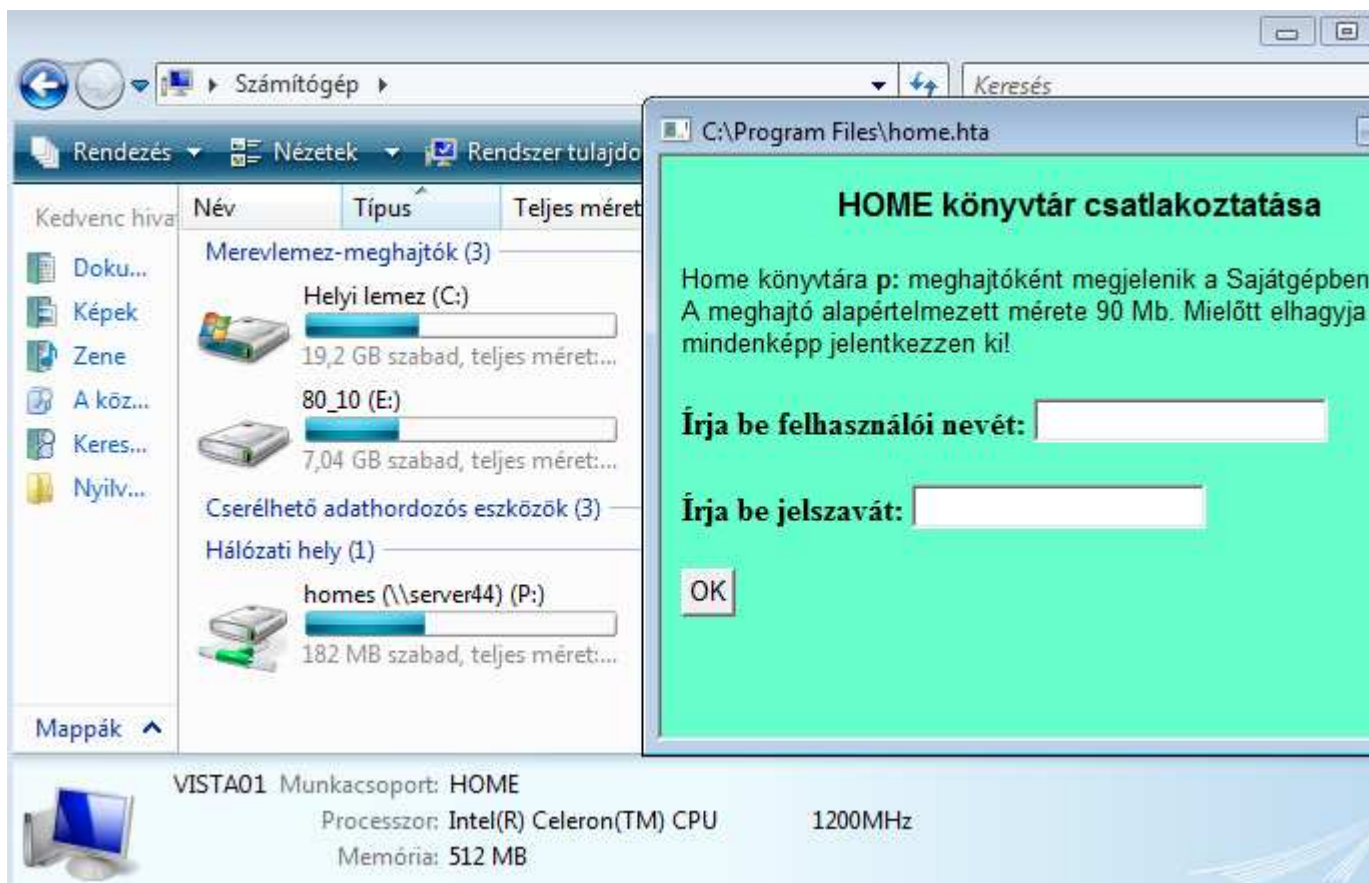 Számítógép
Keresés
Rendezés Nézetek Rendszer tulajdo
Kedvenc hiva
Doku...
Képek
Zene
A köz...
Keres...
Nyilv...
Mappák
Név Típus Teljes méret
Merevlemez-meghajtók (3)
Helyi lemez (C:)
19,2 GB szabad, teljes méret:...
80_10 (E:)
7,04 GB szabad, teljes méret:...
Cserélhető adathordozós eszközök (3)
Hálózati hely (1)
homes (\\server44) (P:)
182 MB szabad, teljes méret:...
C:\Program Files\home.hta
HOME könyvtár csatlakoztatása
Home könyvtára p: meghajtóként megjelenik a Sajátgépben
A meghajtó alapértelmezett mérete 90 Mb. Mielőtt elhagyja
mindenképp jelentkezzen ki!
Írja be felhasználói nevét:
Írja be jelszavát:
OK
VISTA01 Munkacsoport: HOME
Processzor: Intel(R) Celeron(TM) CPU 1200MHz
Memória: 512 MB